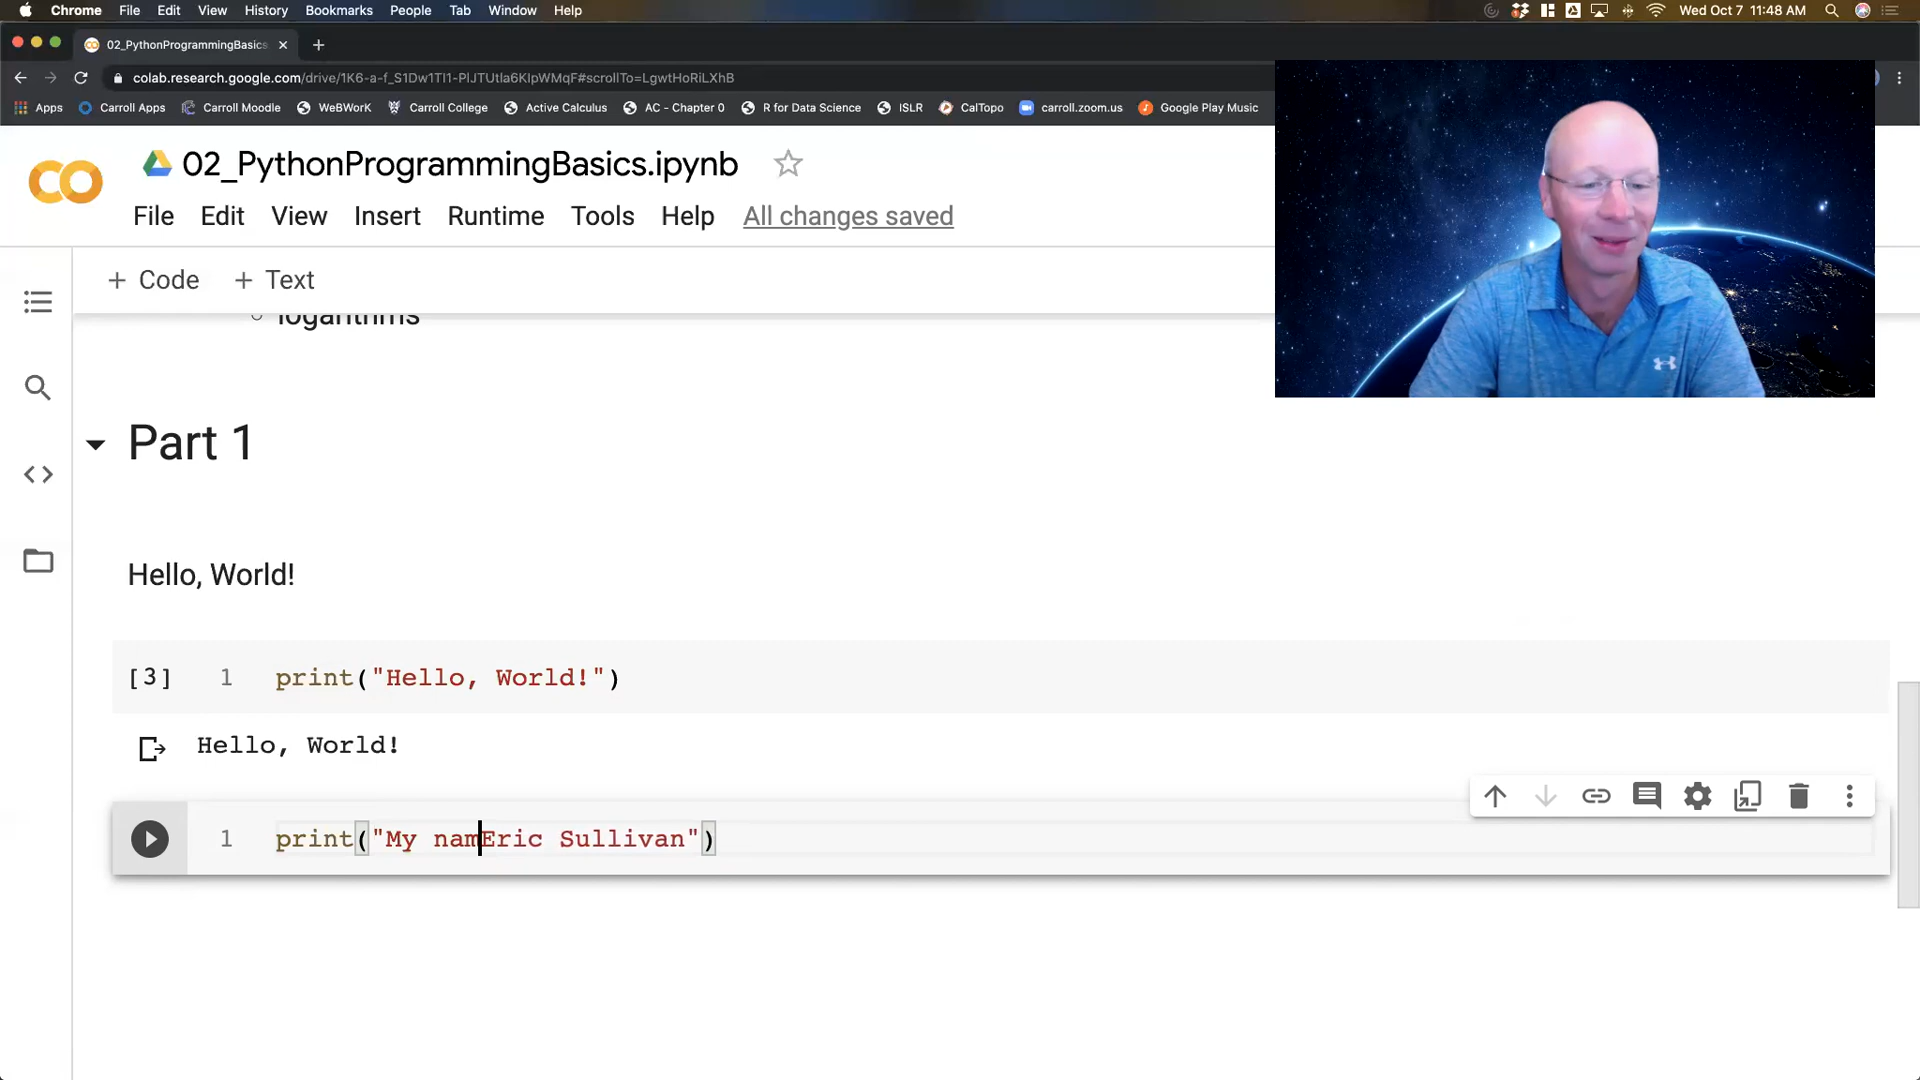 Chrome File Edit View History Bookmarks People Tab Window Help Wed Oct 7 11:48 AM
02_PythonProgrammingBasics
colab.research.google.com/drive/1K6-a-f_S1Dw1TI1-PlJTUtla6KlpWMqF#scrollTo=LgwtHoRiLXhB
Apps Carroll Apps Carroll Moodle WeBWorK Carroll College Active Calculus AC - Chapter 0 R for Data Science ISLR CalTopo carroll.zoom.us Google Play Music
02_PythonProgrammingBasics.ipynb
File Edit View Insert Runtime Tools Help All changes saved
+ Code + Text
logarithms
Part 1
Hello, World!
[3] 1 print("Hello, World!")
Hello, World!
1 print("My namEric Sullivan")